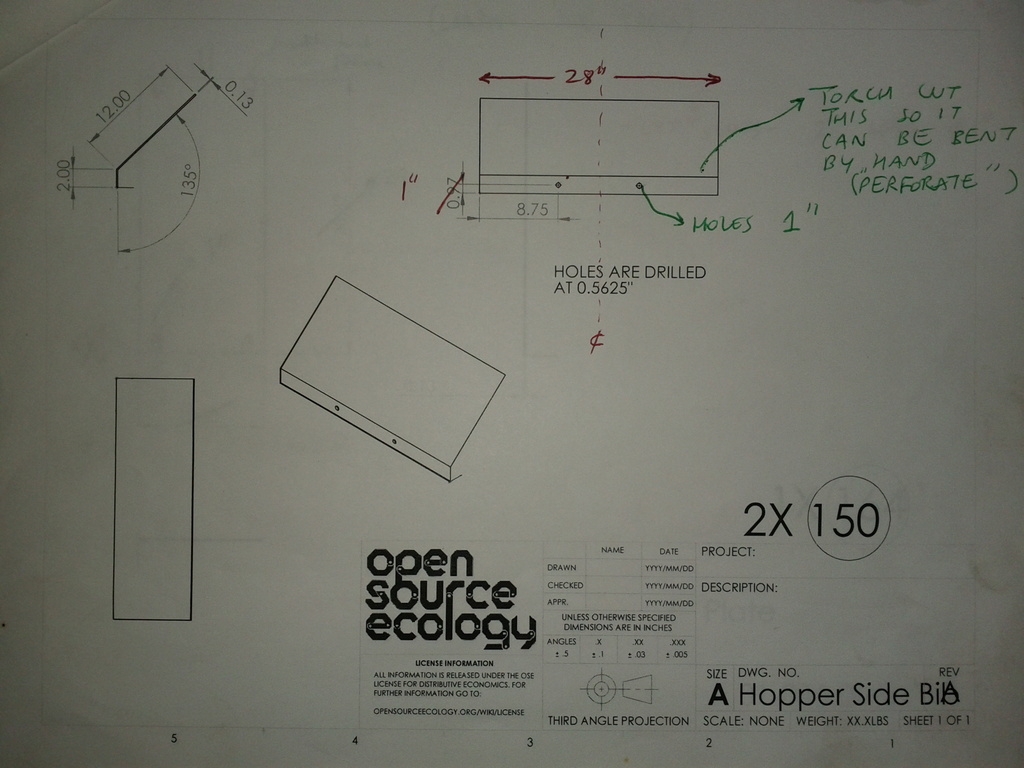 0.13
12.00
135°
2.00
28"
TORCH CUT
THIS SO IT
CAN BE BENT
BY "HAND
(PERFORATE")
1"
8.75
HOLES 1"
HOLES ARE DRILLED
AT 0.5625"
2X 150
open
source
ecology
LICENSE INFORMATION
ALL INFORMATION IS RELEASED UNDER THE OSE
LICENSE FOR DISTRIBUTIVE ECONOMICS. FOR
FURTHER INFORMATION GO TO:
OPENSOURCEECOLOGY.ORG/WIKI/LICENSE
NAME DATE
DRAWN YYYY/MM/DD
CHECKED YYYY/MM/DD
APPR. YYYY/MM/DD
UNLESS OTHERWISE SPECIFIED
DIMENSIONS ARE IN INCHES
ANGLES X XX XXX
± 5 ± .1 ± .03 ± .005
THIRD ANGLE PROJECTION
PROJECT:
DESCRIPTION:
SIZE DWG. NO. REV
A Hopper Side Big
SCALE: NONE WEIGHT: XX.XLBS SHEET 1 OF 1
5 4 3 2 1